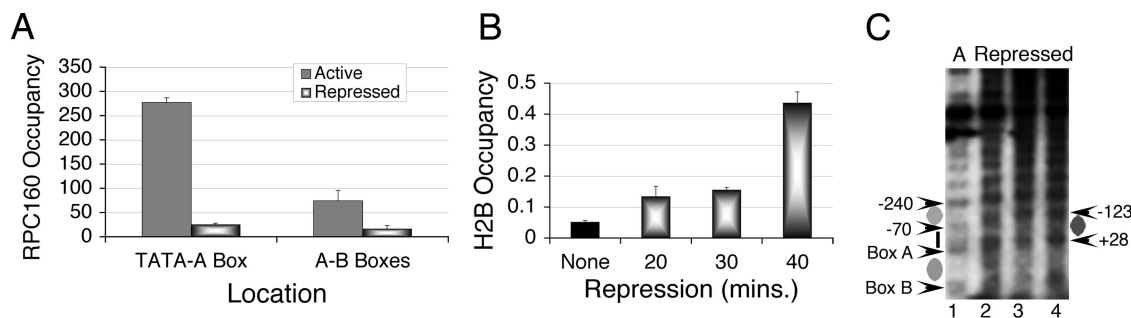 A
RPC160 Occupancy
350
300
250
200
150
100
50
0
Active
Repressed
TATA-A Box
A-B Boxes
Location
B
H2B Occupancy
0.5
0.4
0.3
0.2
0.1
0
None
20
30
40
Repression (mins.)
C
A Repressed
-240
-70
Box A
Box B
-123
+28
1 2 3 4